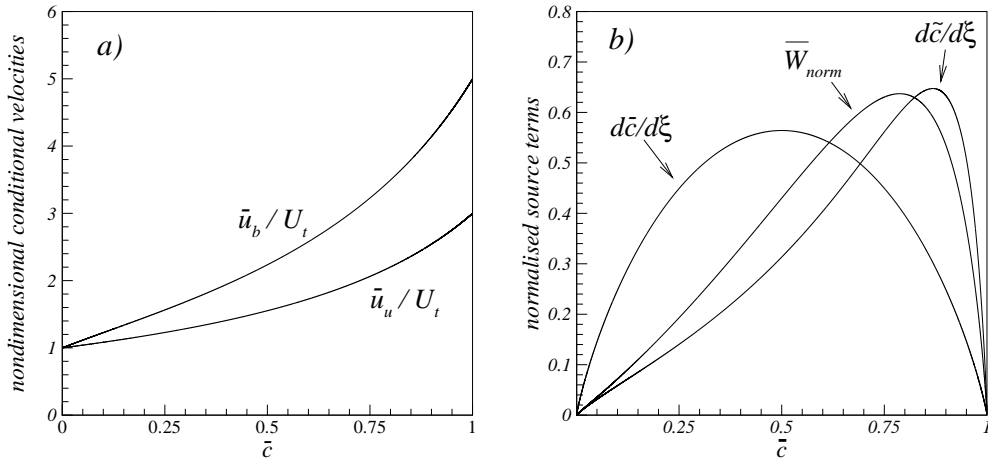 a)
nondimensional conditional velocities
6
5
4
3
2
1
0
ū_b / U_t
ū_u / U_t
0
0.25
0.5
0.75
1
c̄
b)
normalised source terms
0.8
0.7
0.6
0.5
0.4
0.3
0.2
0.1
0
dc̄/dξ
W̅_norm
dc̃/dξ
0.25
0.5
0.75
1
c̄